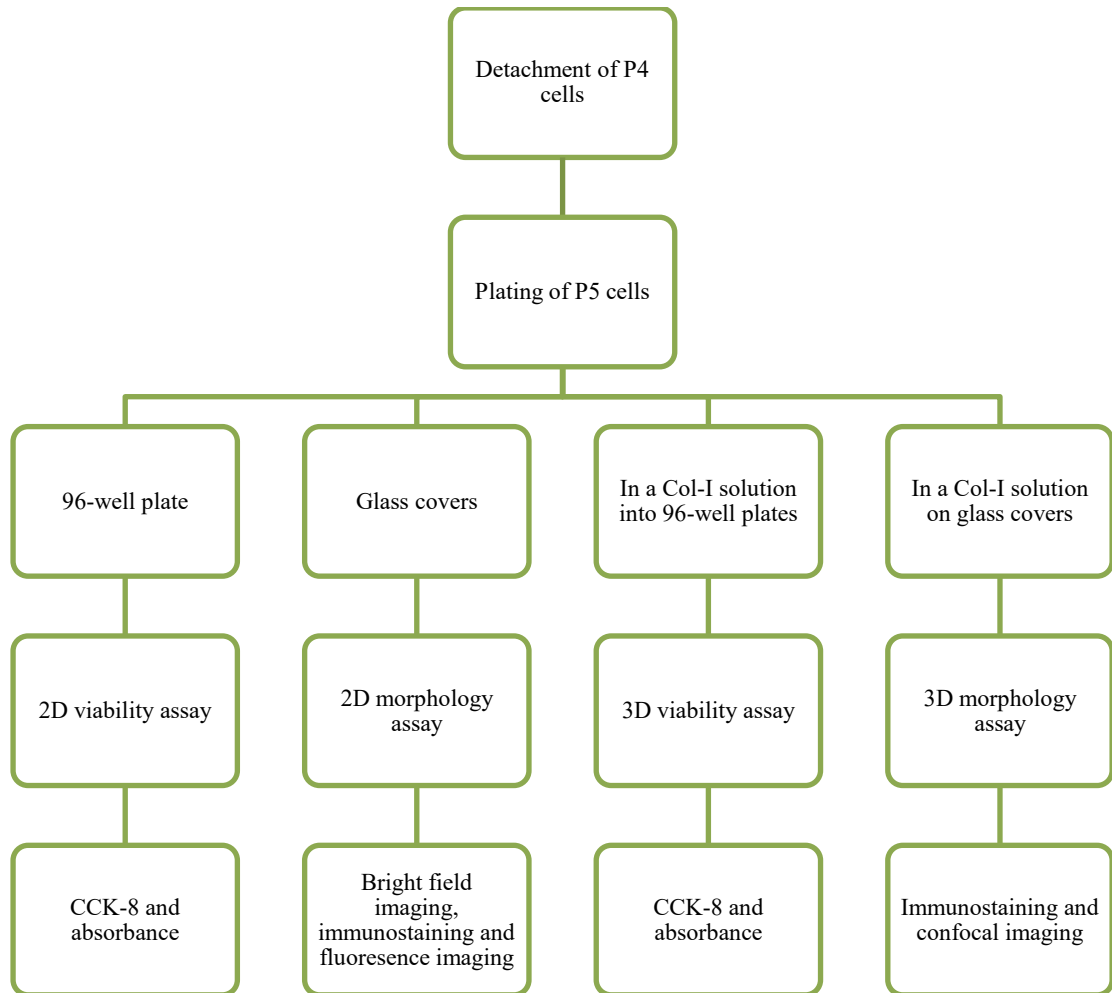 Detachment of P4
cells
Plating of P5 cells
96-well plate
Glass covers
In a Col-I solution
into 96-well plates
In a Col-I solution
on glass covers
2D viability assay
2D morphology
assay
3D viability assay
3D morphology
assay
CCK-8 and
absorbance
Bright field
imaging,
immunostaining and
fluoresence imaging
CCK-8 and
absorbance
Immunostaining and
confocal imaging